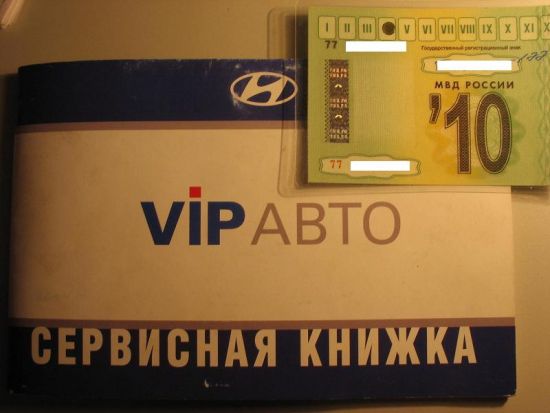 I II III V VI VII VIII IX X XI X
77
Государственный регистрационный знак
МВД РОССИИ
'10
77
ViP АВТО
СЕРВИСНАЯ КНИЖКА